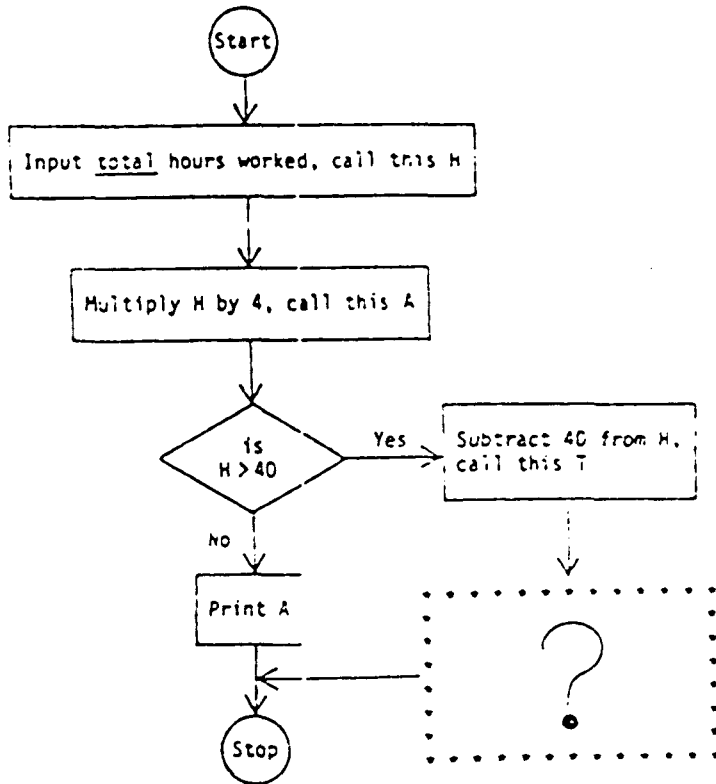 Start
Input total hours worked, call this H
Multiply H by 4, call this A
is
H > 40
Yes
Subtract 40 from H,
call this T
No
Print A
?
Stop